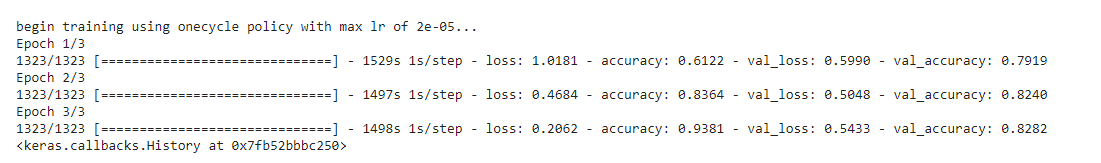 begin training using onecycle policy with max lr of 2e-05...
Epoch 1/3
1323/1323 [==============================] - 1529s 1s/step - loss: 1.0181 - accuracy: 0.6122 - val_loss: 0.5990 - val_accuracy: 0.7919
Epoch 2/3
1323/1323 [==============================] - 1497s 1s/step - loss: 0.4684 - accuracy: 0.8364 - val_loss: 0.5048 - val_accuracy: 0.8240
Epoch 3/3
1323/1323 [==============================] - 1498s 1s/step - loss: 0.2062 - accuracy: 0.9381 - val_loss: 0.5433 - val_accuracy: 0.8282
<keras.callbacks.History at 0x7fb52bbbc250>